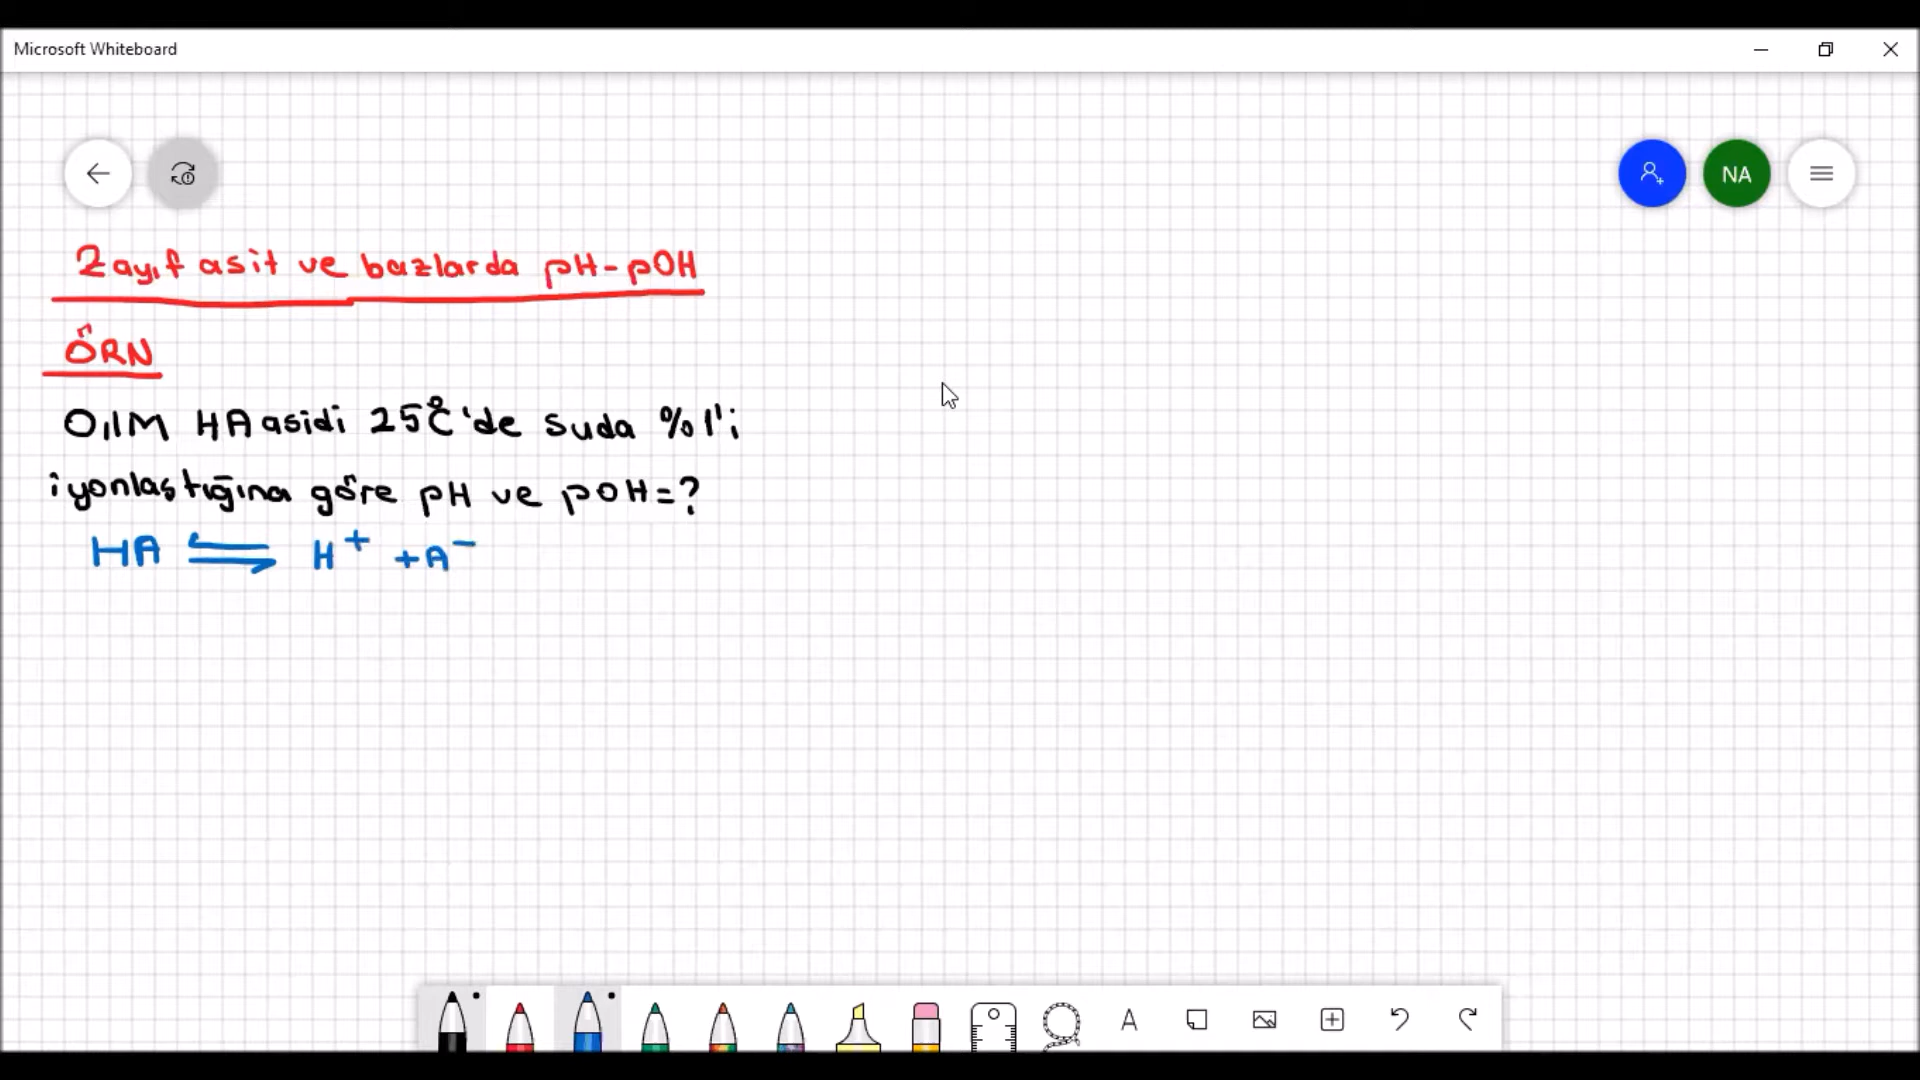 Microsoft Whiteboard
NA
Zayıf asit ve bazlarda pH-pOH
ÖRN
0,1M HA asidi 25°C'de suda %1'i
iyonlaştığına göre pH ve pOH=?
HA ⇌ H⁺ + A⁻
A